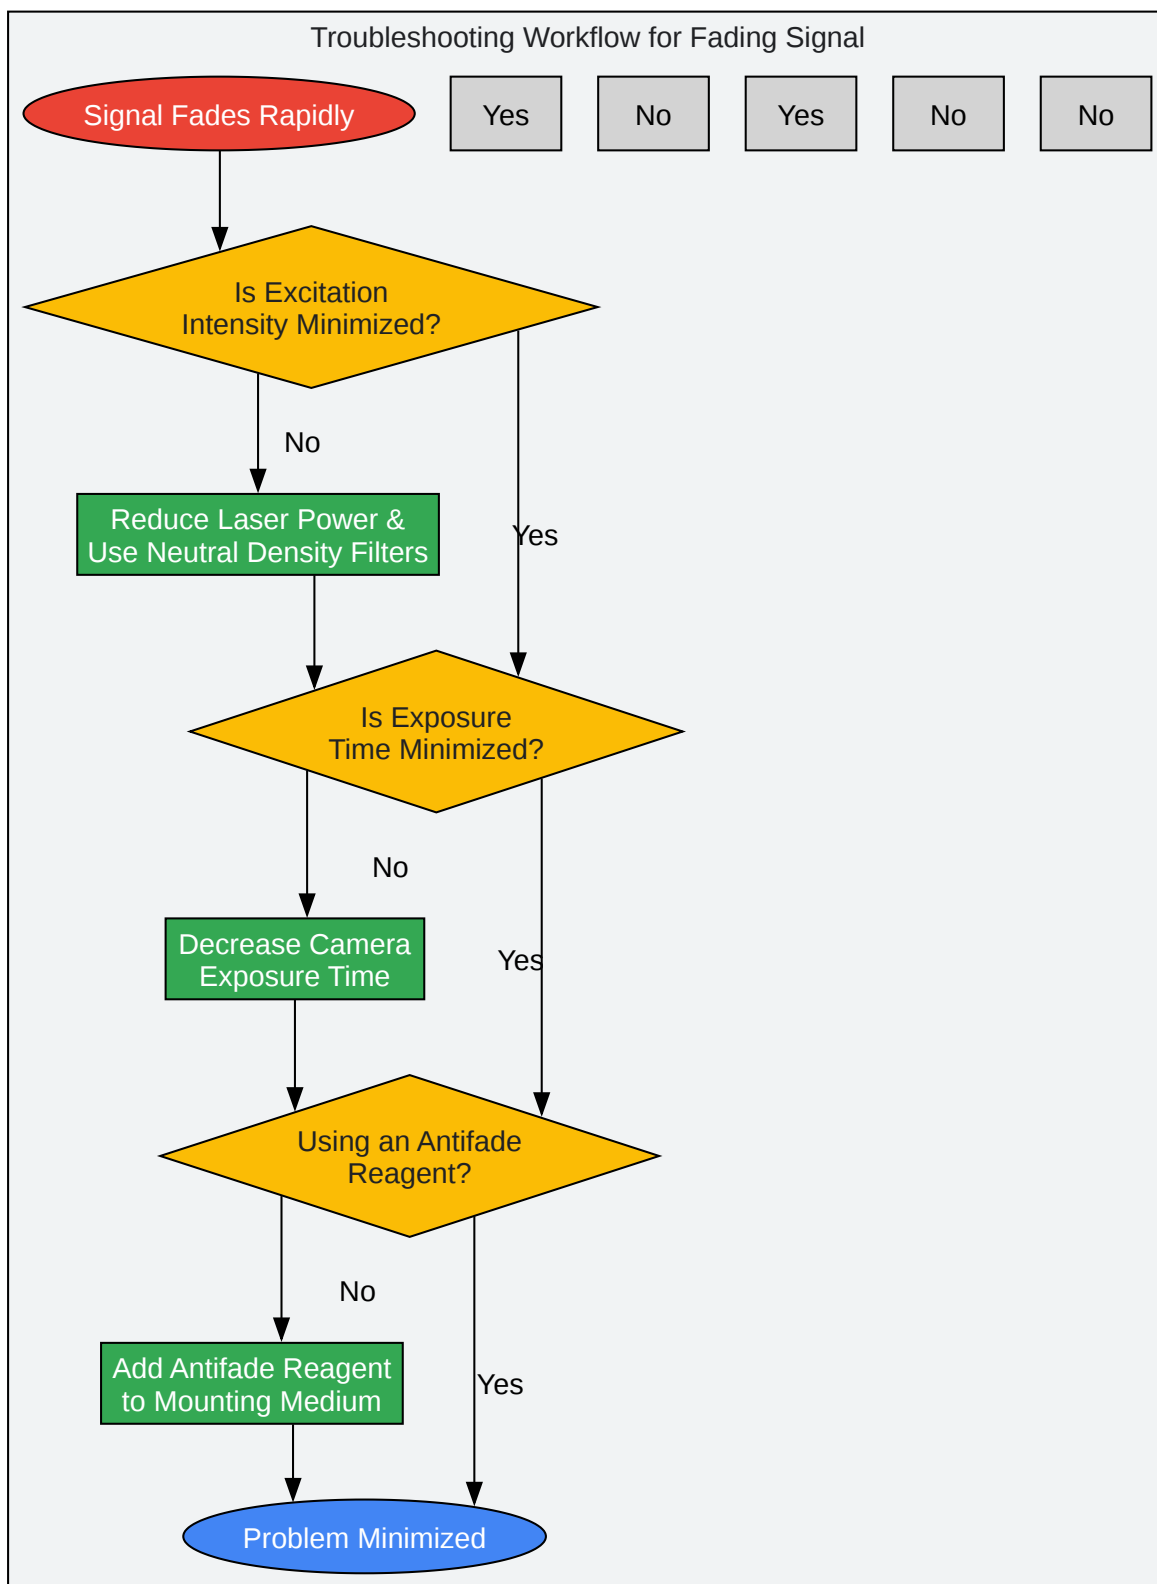 Troubleshooting Workflow for Fading Signal
Signal Fades Rapidly
Yes
No
Yes
No
No
Is Excitation
Intensity Minimized?
No
Reduce Laser Power &
Use Neutral Density Filters
Yes
Is Exposure
Time Minimized?
No
Decrease Camera
Exposure Time
Yes
Using an Antifade
Reagent?
No
Add Antifade Reagent
to Mounting Medium
Yes
Problem Minimized